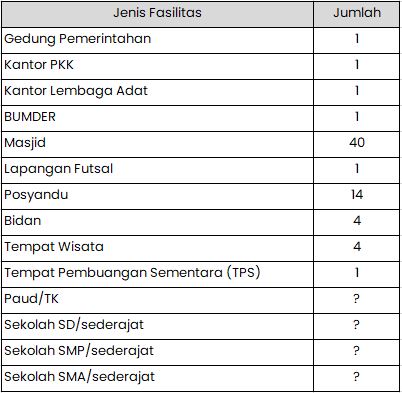 Jenis Fasilitas Jumlah
Gedung Pemerintahan 1
Kantor PKK 1
Kantor Lembaga Adat 1
BUMDER 1
Masjid 40
Lapangan Futsal 1
Posyandu 14
Bidan 4
Tempat Wisata 4
Tempat Pembuangan Sementara (TPS) 1
Paud/TK ?
Sekolah SD/sederajat ?
Sekolah SMP/sederajat ?
Sekolah SMA/sederajat ?